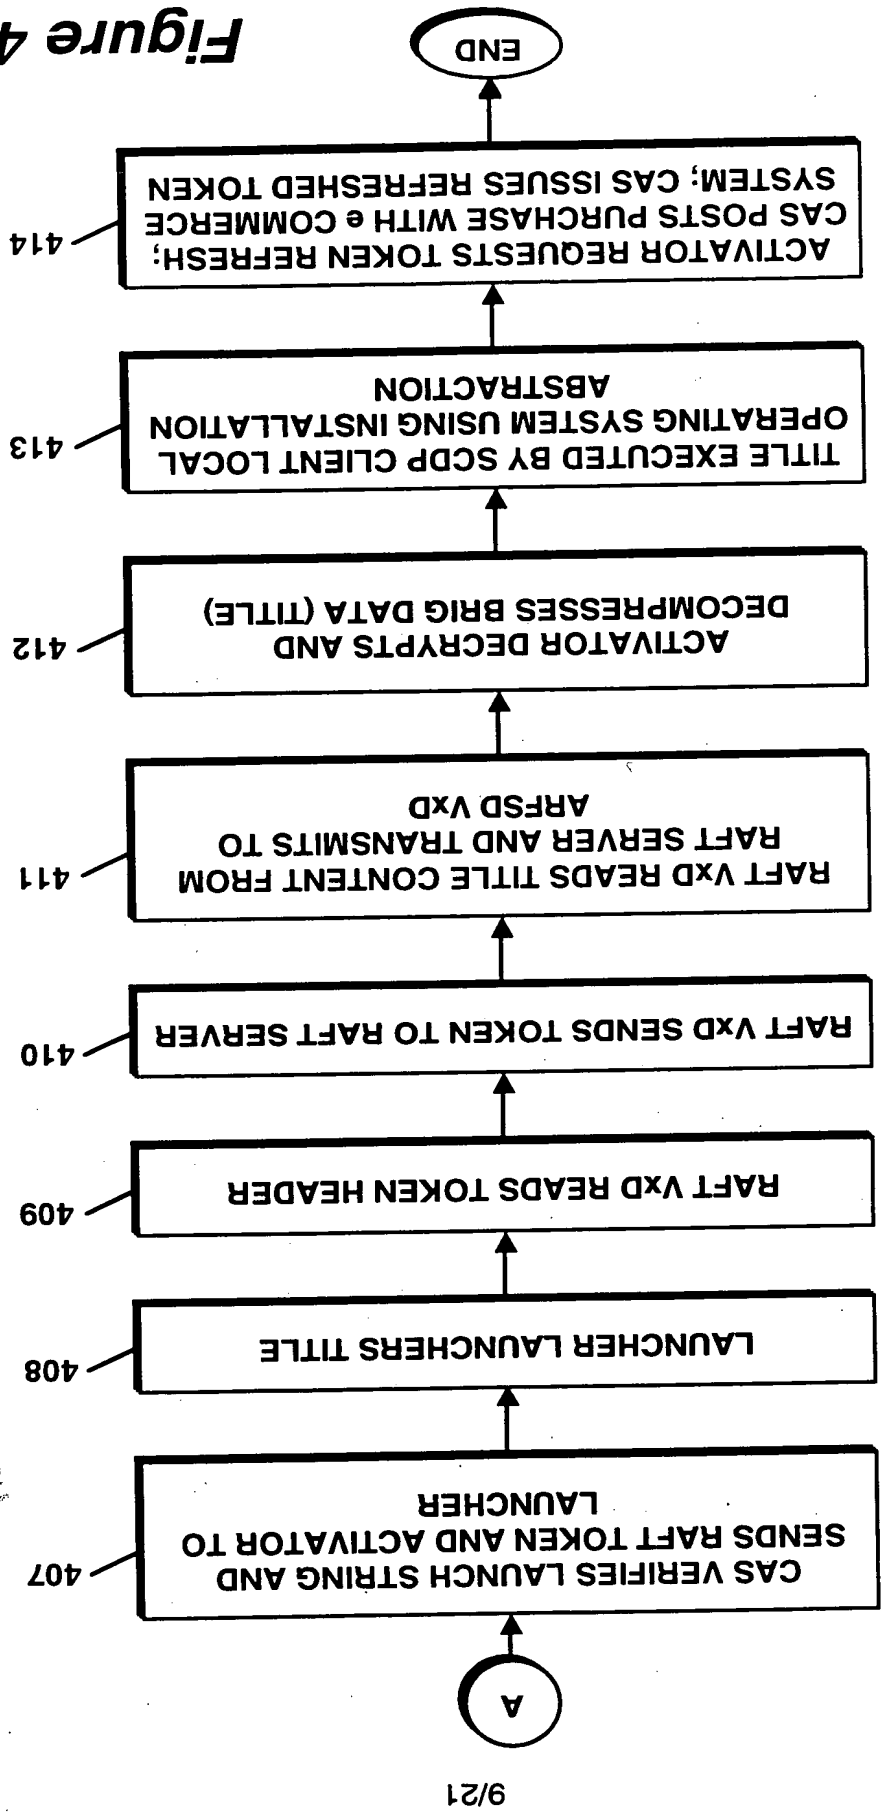 9/21
A
CAS VERIFIES LAUNCH STRING AND
SENDS RAFT TOKEN AND ACTIVATOR TO
LAUNCHER
407
LAUNCHER LAUNCHERS TITLE
408
RAFT VxD READS TOKEN HEADER
409
RAFT VxD SENDS TOKEN TO RAFT SERVER
410
RAFT VxD READS TITLE CONTENT FROM
RAFT SERVER AND TRANSMITS TO
ARFSD VxD
411
ACTIVATOR DECRYPTS AND
DECOMPRESSES BRIG DATA (TITLE)
412
TITLE EXECUTED BY SCDP CLIENT LOCAL
OPERATING SYSTEM USING INSTALLATION
ABSTRACTION
413
ACTIVATOR REQUESTS TOKEN REFRESH;
CAS POSTS PURCHASE WITH e COMMERCE
SYSTEM; CAS ISSUES REFRESHED TOKEN
414
END
Figure 4